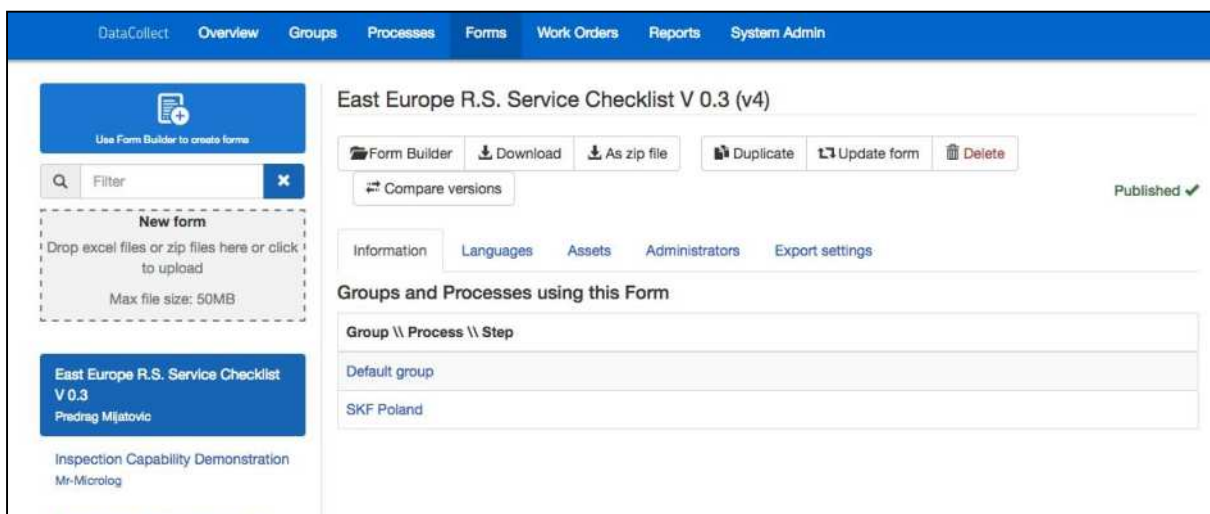 DataCollect Overview Groups Processes Forms Work Orders Reports System Admin
Use Form Builder to create forms
Filter
New form
Drop excel files or zip files here or click
to upload
Max file size: 50MB
East Europe R.S. Service Checklist
V 0.3
Predrag Mijatovic
Inspection Capability Demonstration
Mr-Microlog
East Europe R.S. Service Checklist V 0.3 (v4)
Form Builder Download As zip file Duplicate Update form Delete
Compare versions
Published
Information Languages Assets Administrators Export settings
Groups and Processes using this Form
Group \\ Process \\ Step
Default group
SKF Poland